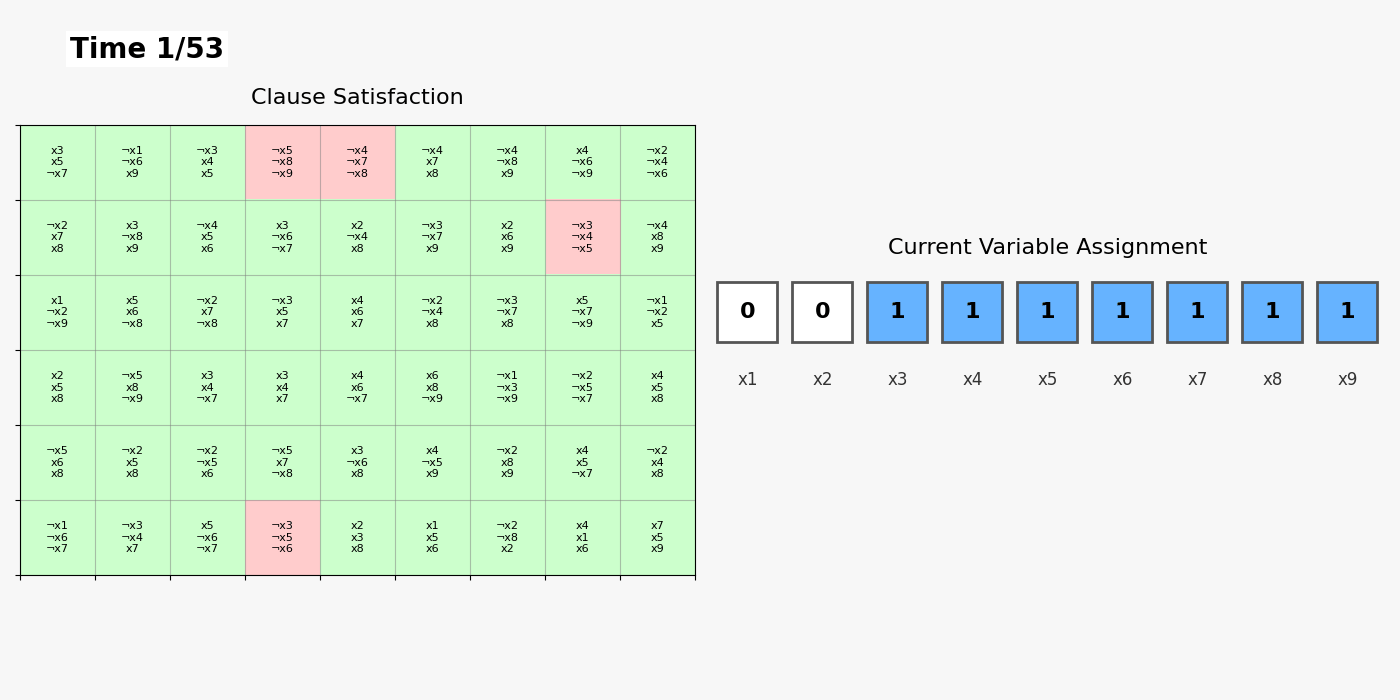 Time 1/53
Clause Satisfaction
x3
x5
¬x7
¬x1
¬x6
x9
¬x3
x4
x5
¬x5
¬x8
¬x9
¬x4
¬x7
¬x8
¬x4
x7
x8
¬x4
¬x8
x9
x4
¬x6
¬x9
¬x2
¬x4
¬x6
¬x2
x7
x8
x3
¬x8
x9
¬x4
x5
x6
x3
¬x6
¬x7
x2
¬x4
x8
¬x3
¬x7
x9
x2
x6
x9
¬x3
¬x4
¬x5
¬x4
x8
x9
x1
¬x2
¬x9
x5
x6
¬x8
¬x2
x7
¬x8
¬x3
x5
x7
x4
x6
x7
¬x2
¬x4
x8
¬x3
¬x7
x8
x5
¬x7
¬x9
¬x1
¬x2
x5
x2
x5
x8
¬x5
x8
¬x9
x3
x4
¬x7
x3
x4
x7
x4
x6
¬x7
x6
x8
¬x9
¬x1
¬x3
¬x9
¬x2
¬x5
¬x7
x4
x5
x8
¬x5
x6
x8
¬x2
x5
x8
¬x2
¬x5
x6
¬x5
x7
¬x8
x3
¬x6
x8
x4
¬x5
x9
¬x2
x8
x9
x4
x5
¬x7
¬x2
x4
x8
¬x1
¬x6
¬x7
¬x3
¬x4
x7
x5
¬x6
¬x7
¬x3
¬x5
¬x6
x2
x3
x8
x1
x5
x6
¬x2
¬x8
x2
x4
x1
x6
x7
x5
x9
Current Variable Assignment
0 0 1 1 1 1 1 1 1
x1 x2 x3 x4 x5 x6 x7 x8 x9